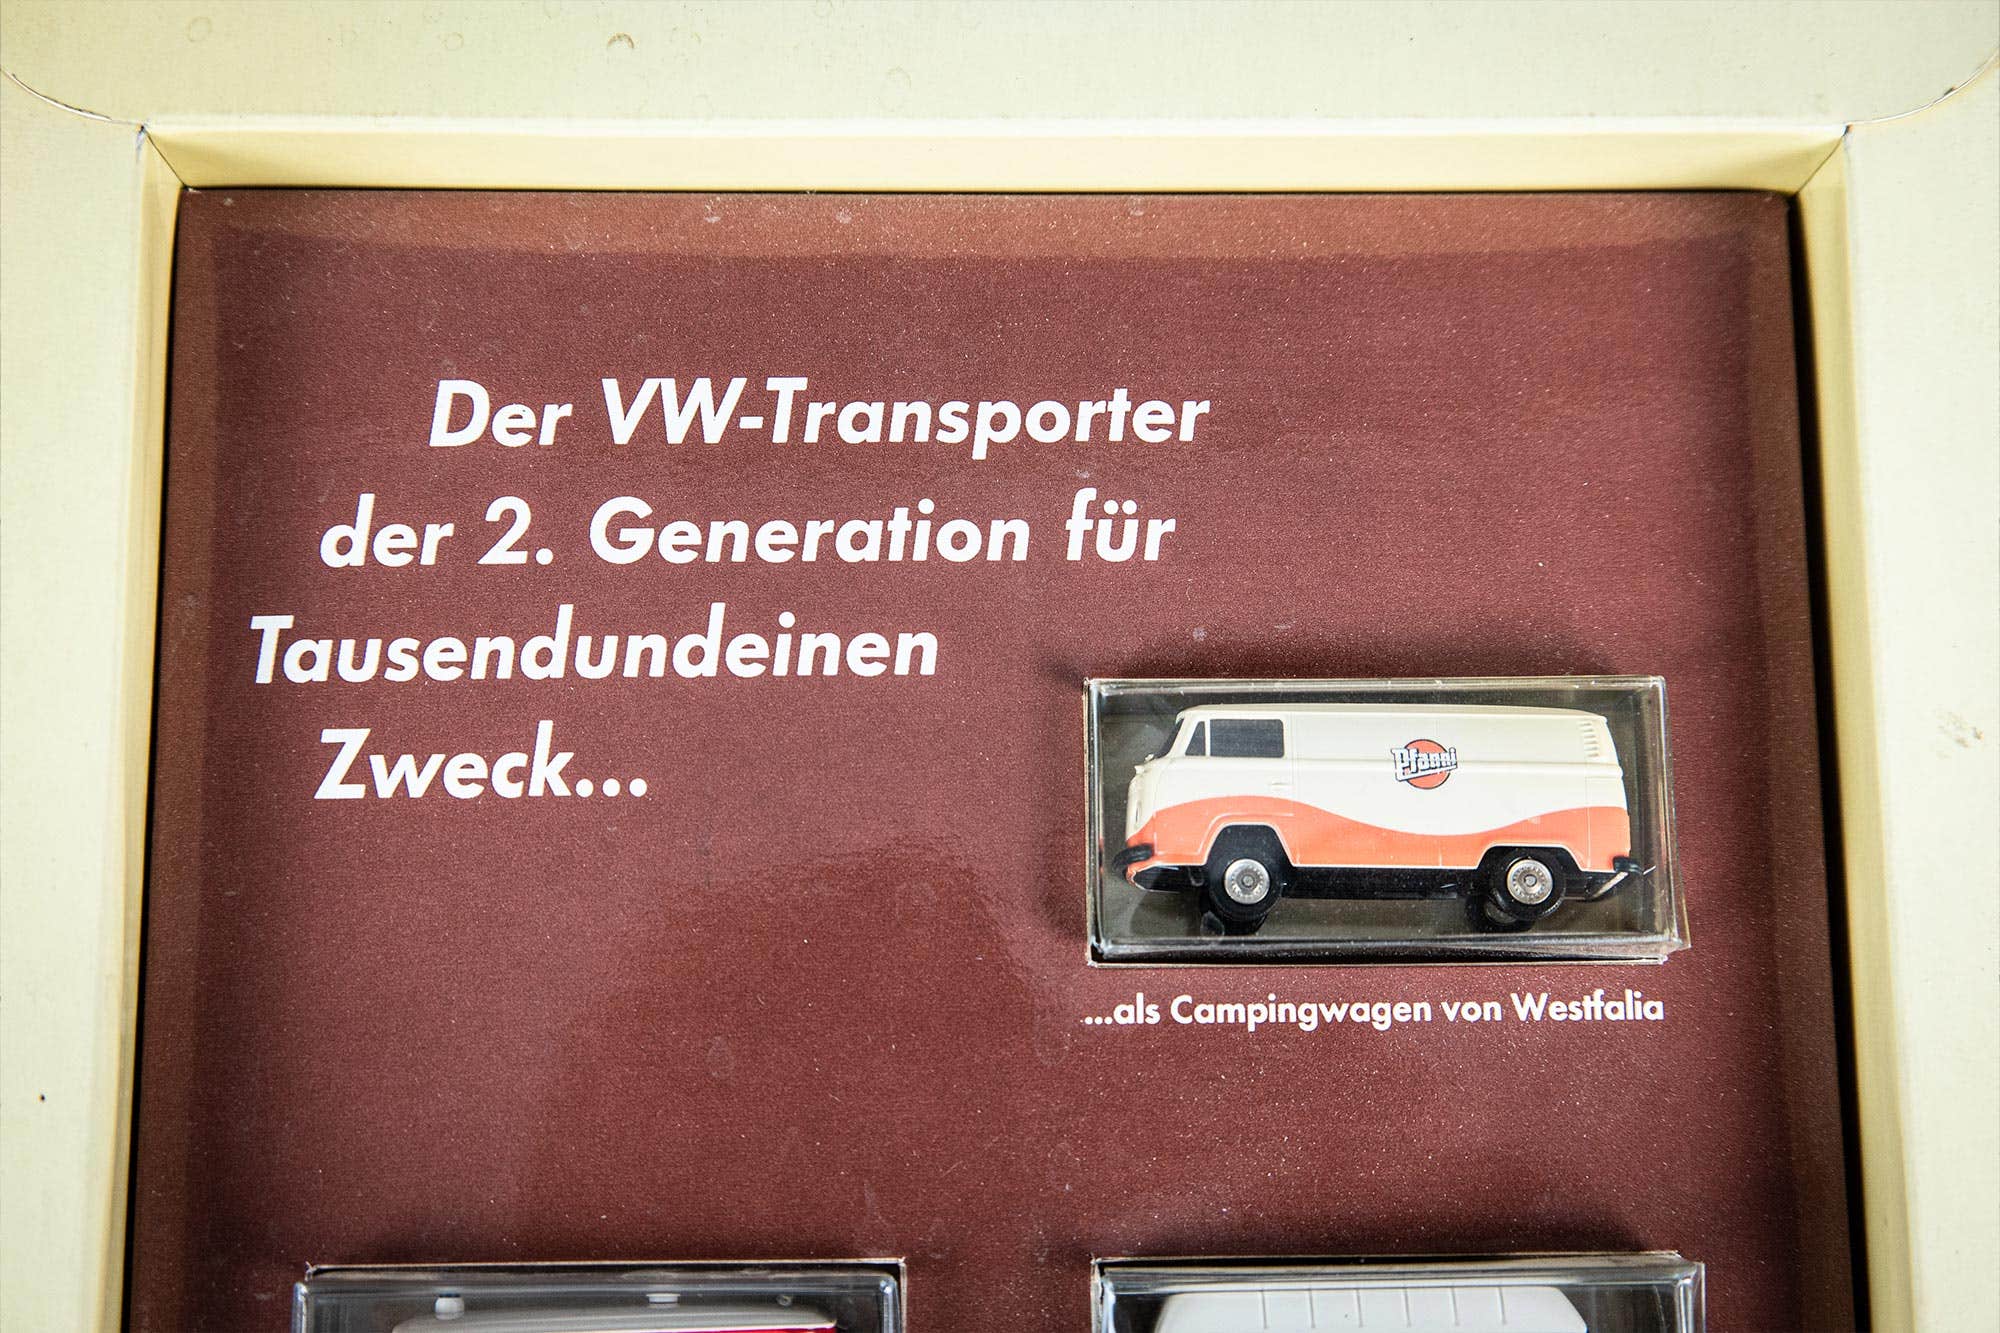 Der VW-Transporter
der 2. Generation für
Tausendundeinen
Zweck...
Pfanni
...als Campingwagen von Westfalia